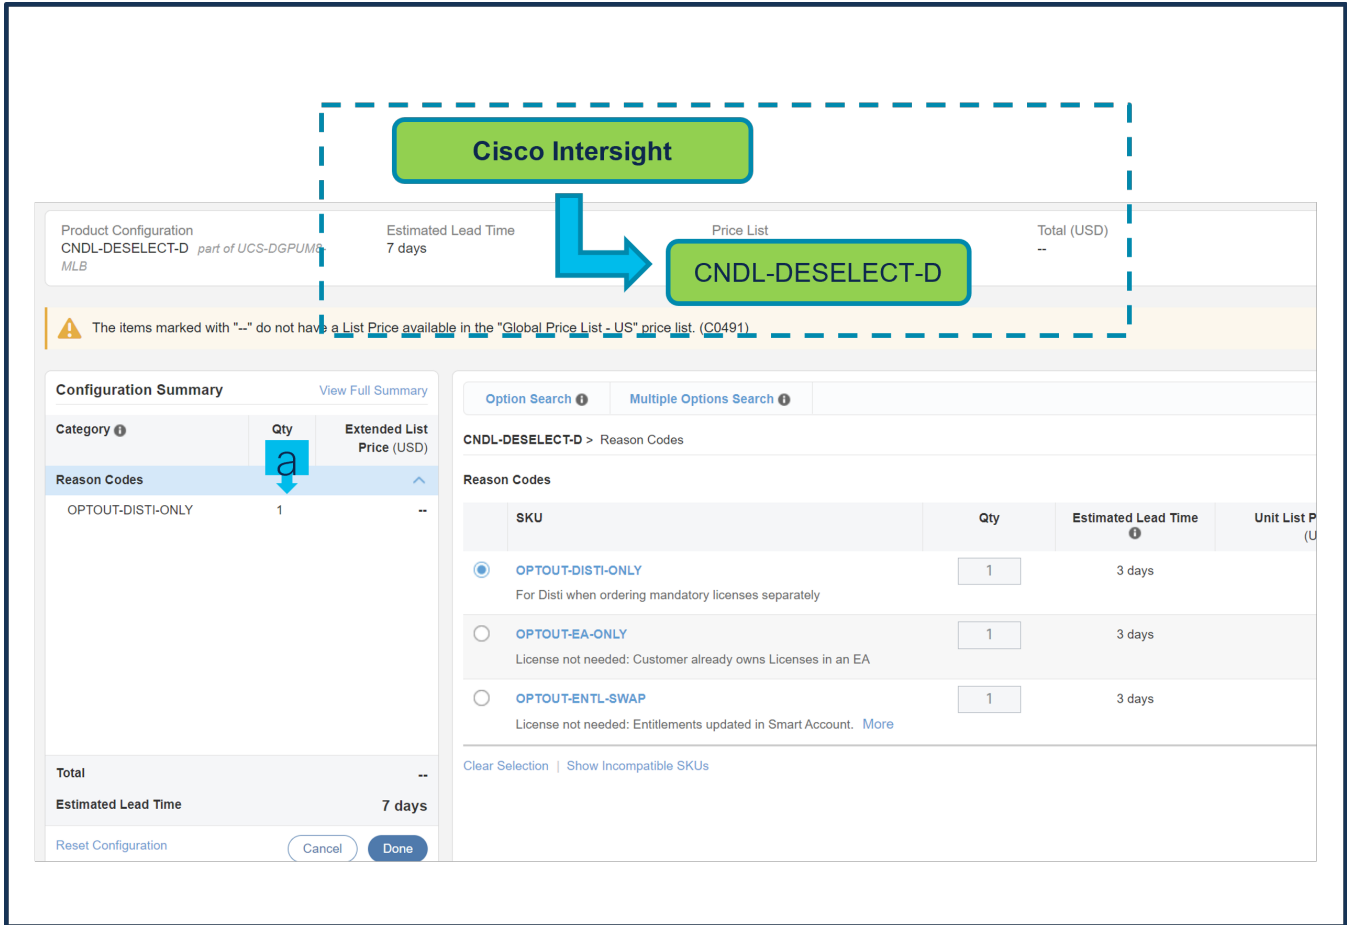 Cisco Intersight
Product Configuration
CNDL-DESELECT-D part of UCS-DGPUM8-
MLB
Estimated Lead Time
7 days
Price List
CNDL-DESELECT-D
Total (USD)
--
The items marked with "--" do not have a List Price available in the "Global Price List - US" price list. (C0491)
Configuration Summary
View Full Summary
Category
Qty
Extended List
Price (USD)
a
Reason Codes
OPTOUT-DISTI-ONLY 1 --
Total --
Estimated Lead Time 7 days
Reset Configuration
Cancel
Done
Option Search
Multiple Options Search
CNDL-DESELECT-D > Reason Codes
Reason Codes
SKU Qty Estimated Lead Time Unit List
OPTOUT-DISTI-ONLY 1 3 days
For Disti when ordering mandatory licenses separately
OPTOUT-EA-ONLY 1 3 days
License not needed: Customer already owns Licenses in an EA
OPTOUT-ENTL-SWAP 1 3 days
License not needed: Entitlements updated in Smart Account. More
Clear Selection | Show Incompatible SKUs